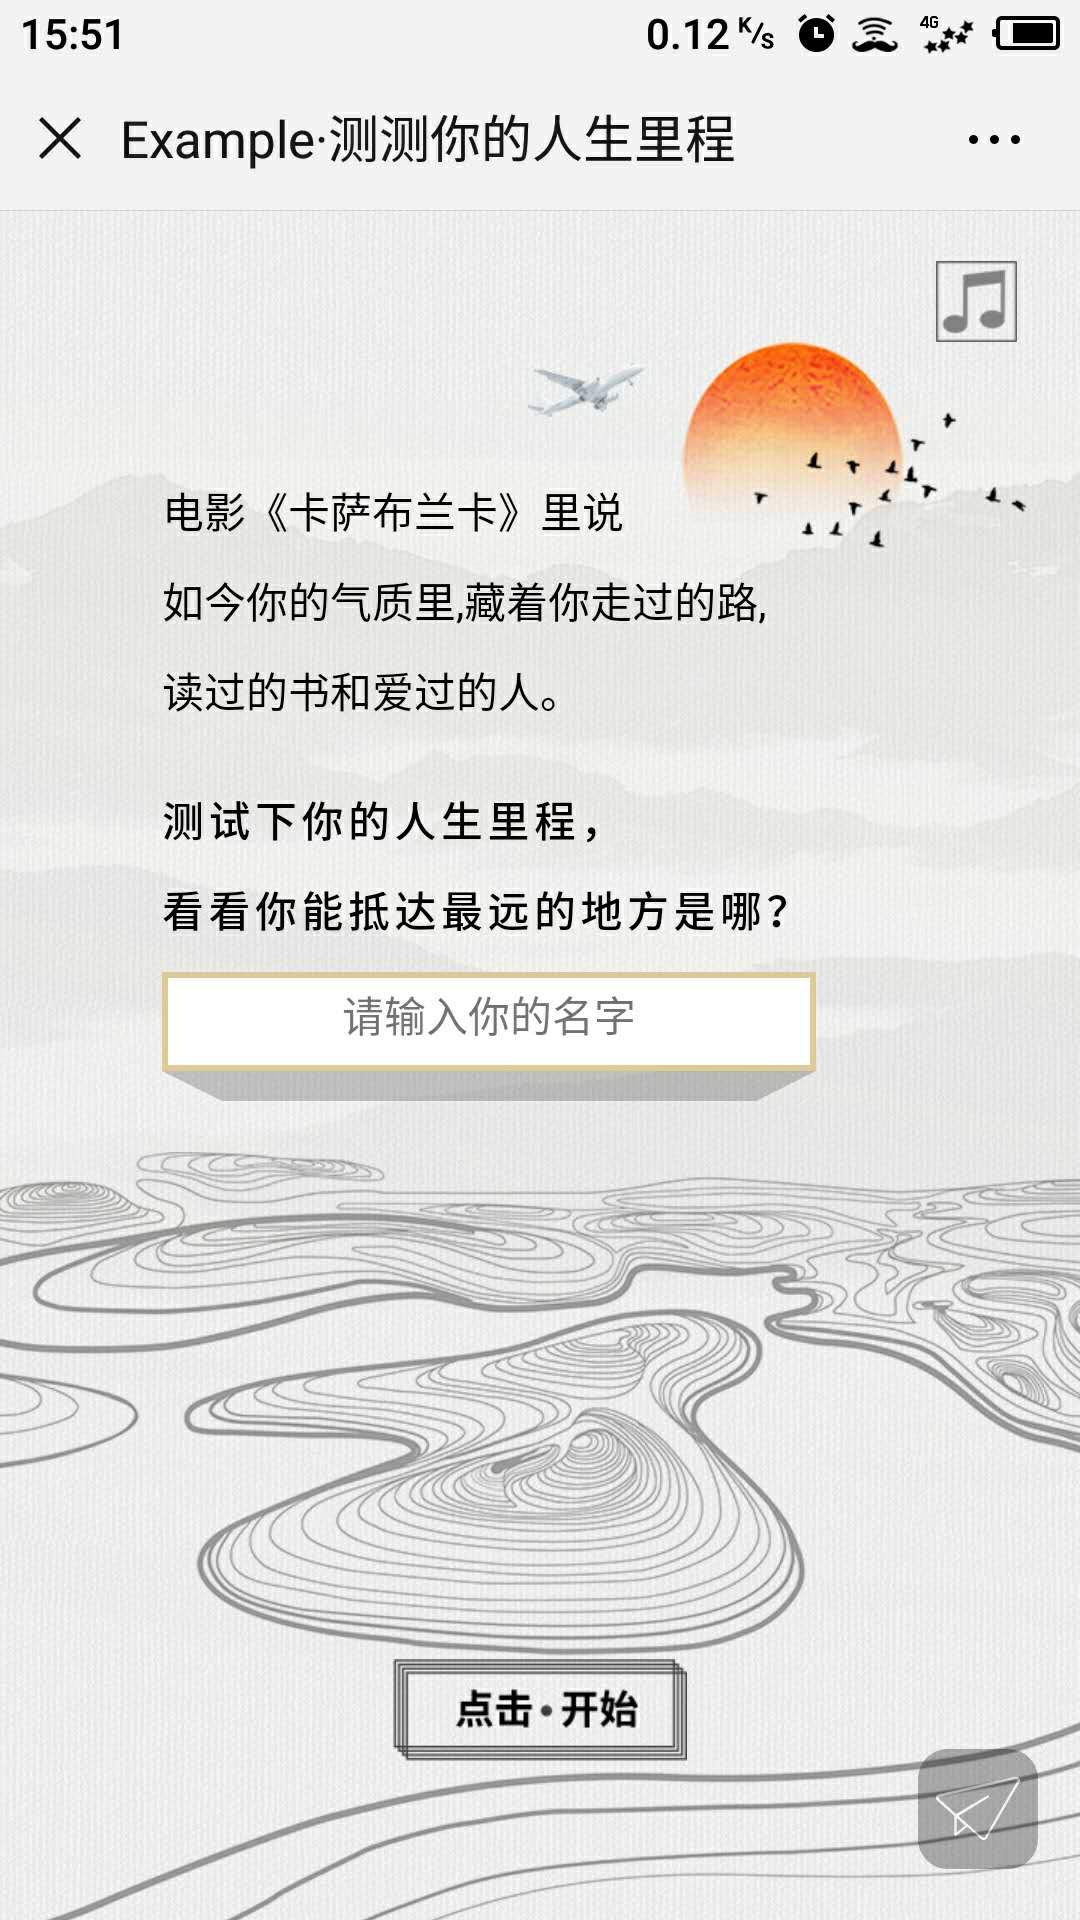 15:51
0.12 K/s
4G
Example·测测你的人生里程
电影《卡萨布兰卡》里说
如今你的气质里,藏着你走过的路,
读过的书和爱过的人。
测试下你的人生里程，
看看你能抵达最远的地方是哪？
请输入你的名字
点击·开始